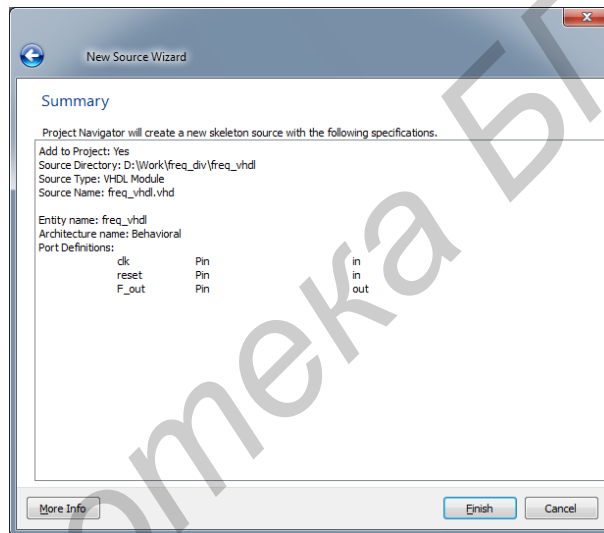 New Source Wizard
Summary
Project Navigator will create a new skeleton source with the following specifications.
Add to Project: Yes
Source Directory: D:\Work\freq_div\freq_vhdl
Source Type: VHDL Module
Source Name: freq_vhdl.vhd
Entity name: freq_vhdl
Architecture name: Behavioral
Port Definitions:
clk Pin in
reset Pin in
F_out Pin out
More Info Finish Cancel
отека БГ